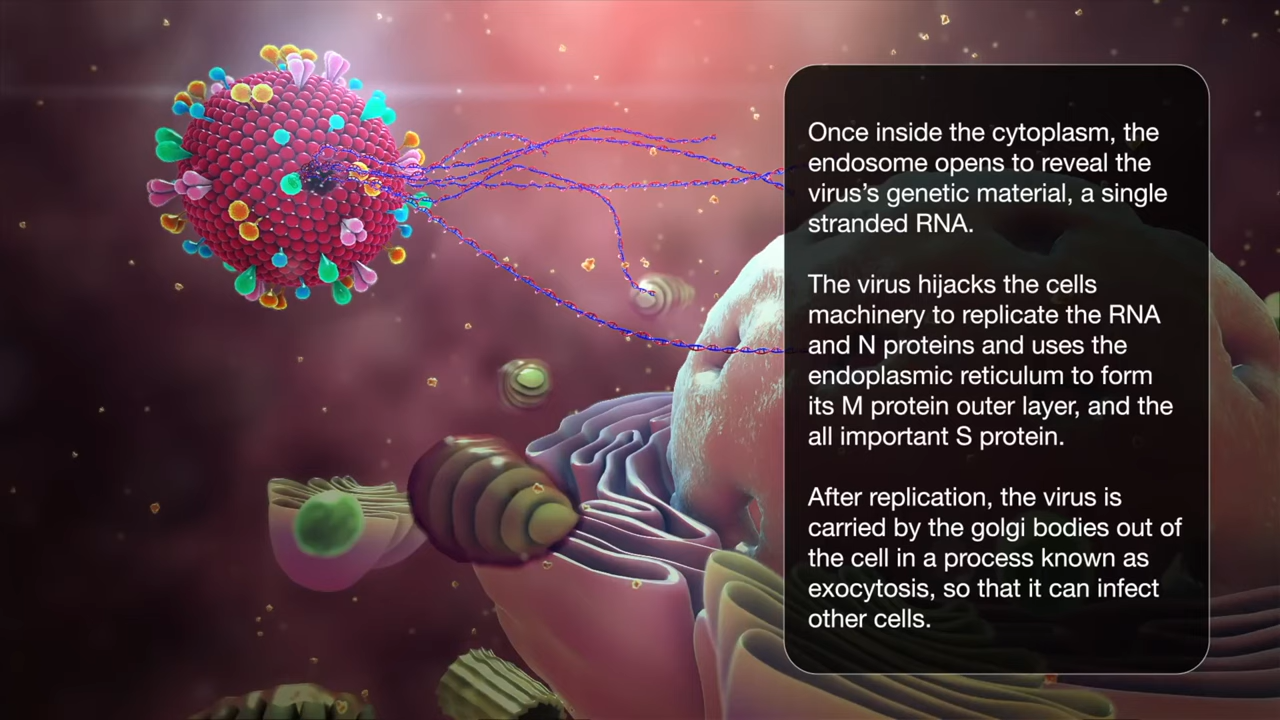 Once inside the cytoplasm, the
endosome opens to reveal the
virus’s genetic material, a single
stranded RNA.
The virus hijacks the cells
machinery to replicate the RNA
and N proteins and uses the
endoplasmic reticulum to form
its M protein outer layer, and the
all important S protein.
After replication, the virus is
carried by the golgi bodies out of
the cell in a process known as
exocytosis, so that it can infect
other cells.